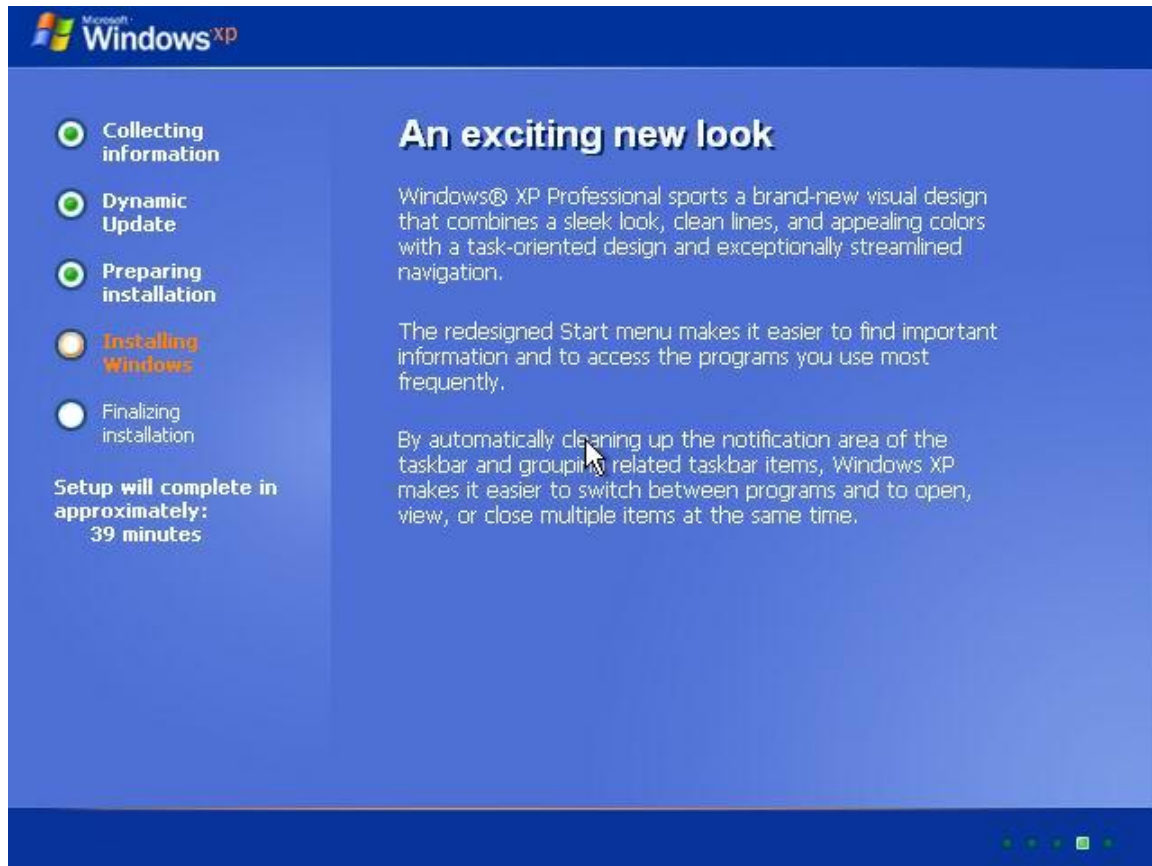 Microsoft
Windows xp
Collecting
information
Dynamic
Update
Preparing
installation
Installing
Windows
Finalizing
installation
Setup will complete in
approximately:
39 minutes
An exciting new look
Windows® XP Professional sports a brand-new visual design
that combines a sleek look, clean lines, and appealing colors
with a task-oriented design and exceptionally streamlined
navigation.
The redesigned Start menu makes it easier to find important
information and to access the programs you use most
frequently.
By automatically cleaning up the notification area of the
taskbar and grouping related taskbar items, Windows XP
makes it easier to switch between programs and to open,
view, or close multiple items at the same time.